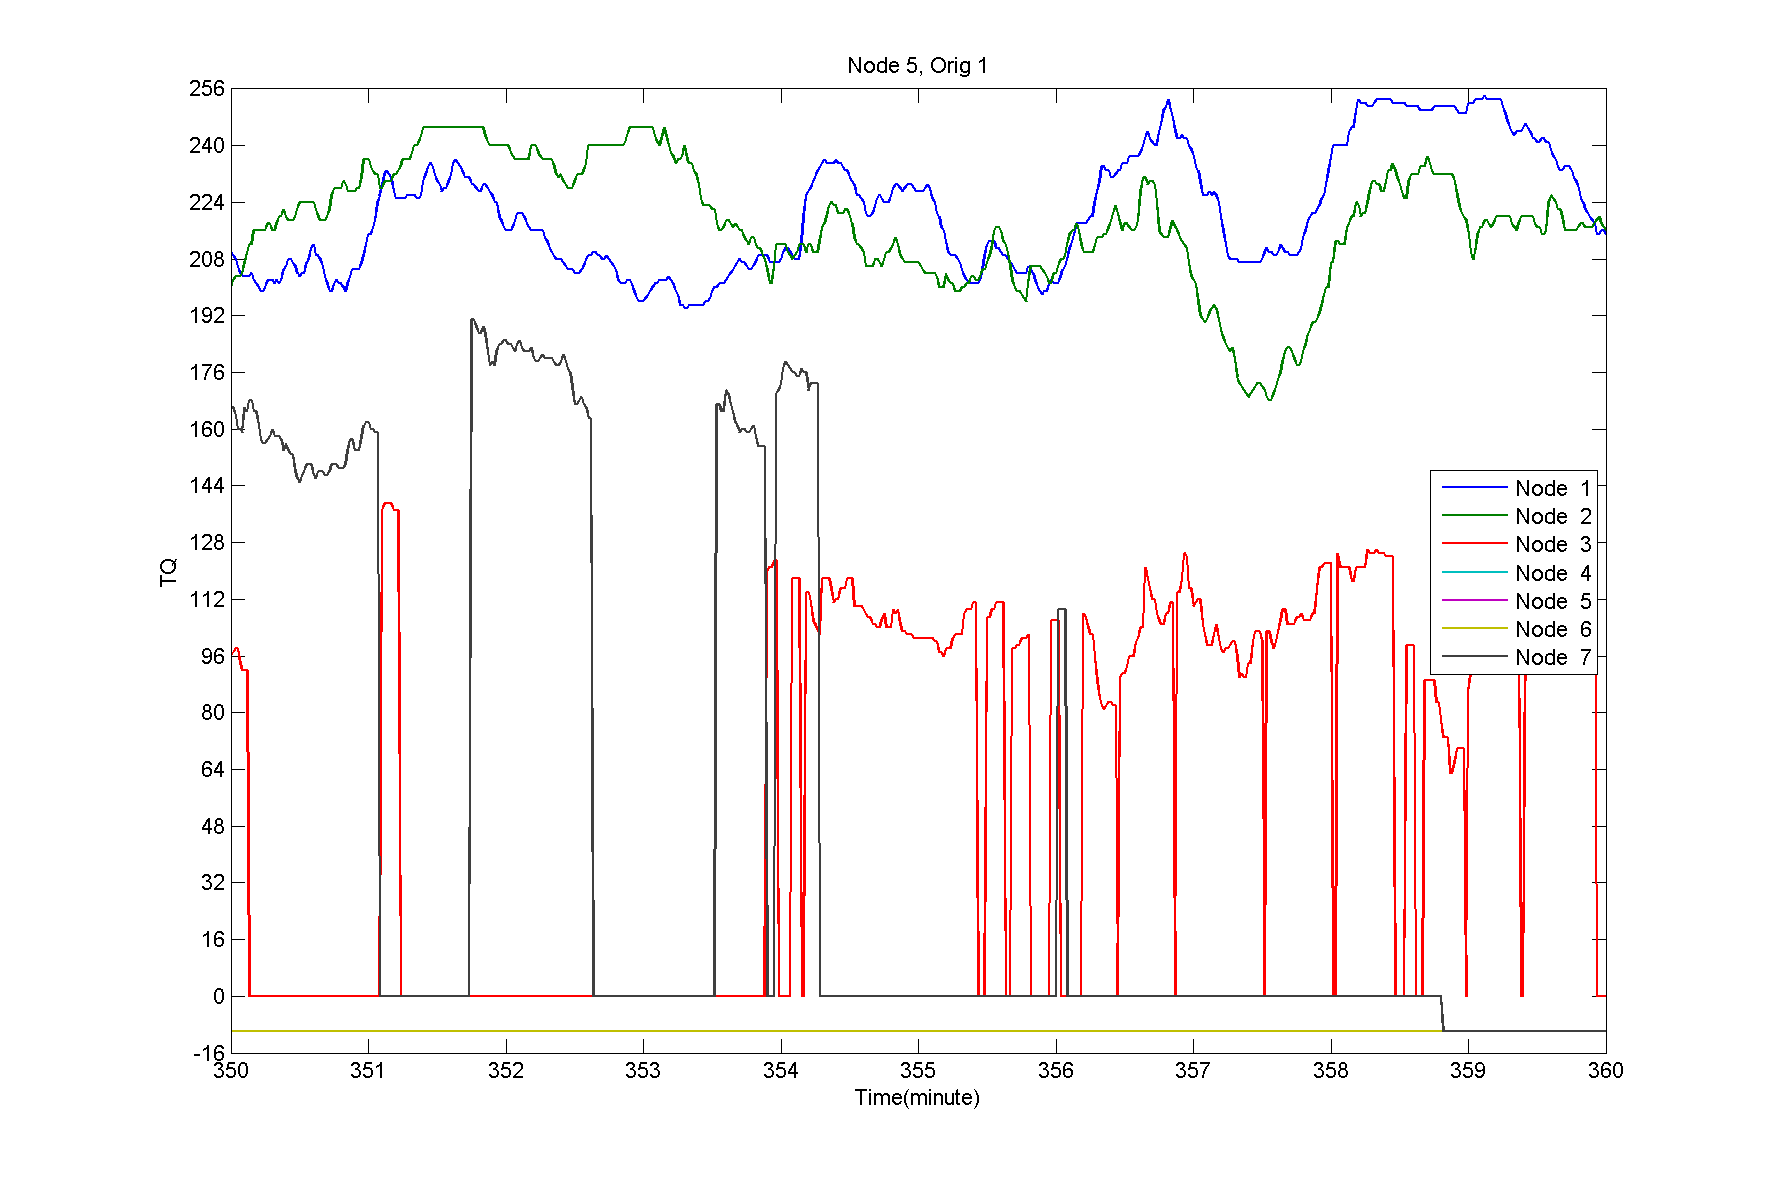 Node 5, Orig 1
256
240
224
208
192
176
160
144
128
112
96
80
64
48
32
16
0
-16
TQ
Node 1
Node 2
Node 3
Node 4
Node 5
Node 6
Node 7
350 351 352 353 354 355 356 357 358 359 360
Time(minute)